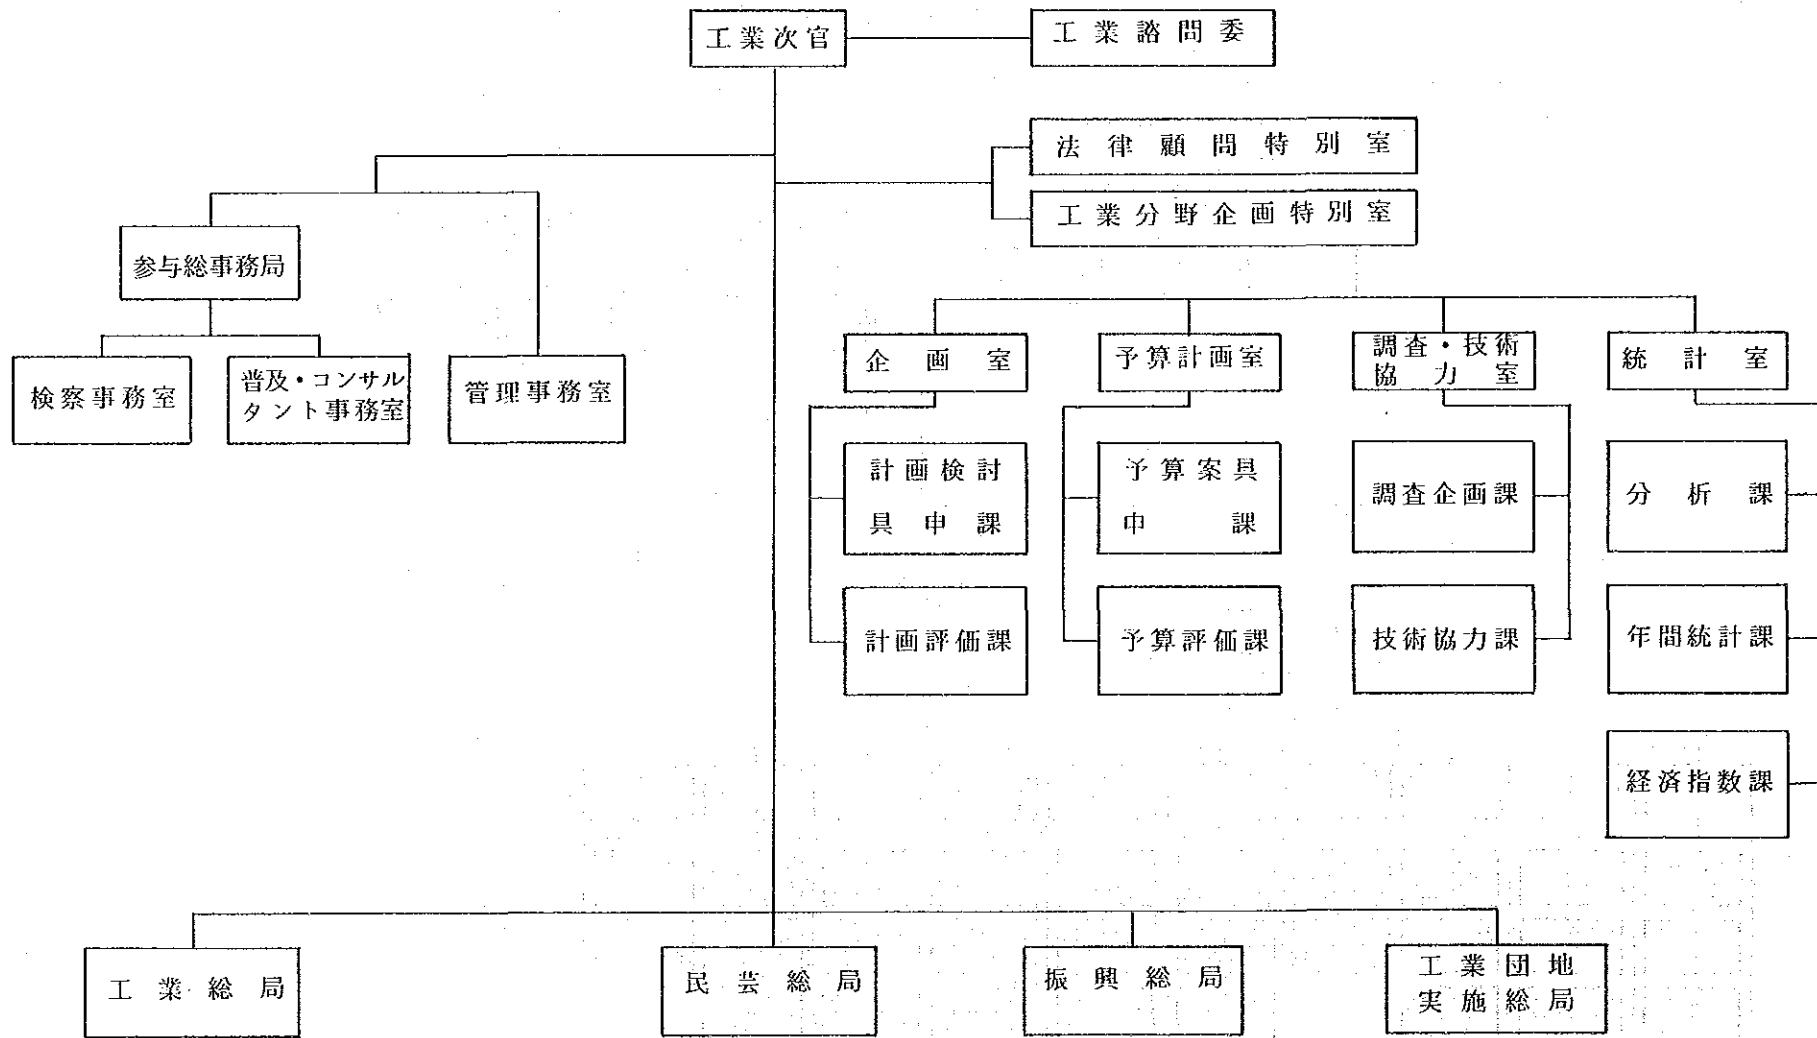 工業次官
工業諮問委
法律顧問特別室
工業分野企画特別室
参与総事務局
検察事務室
普及・コンサル
タント事務室
管理事務室
企画室
予算計画室
調査・技術
協力室
統計室
計画検討
具申課
予算案具
申課
調査企画課
分析課
計画評価課
予算評価課
技術協力課
年間統計課
経済指数課
工業総局
民芸総局
振興総局
工業団地
実施総局